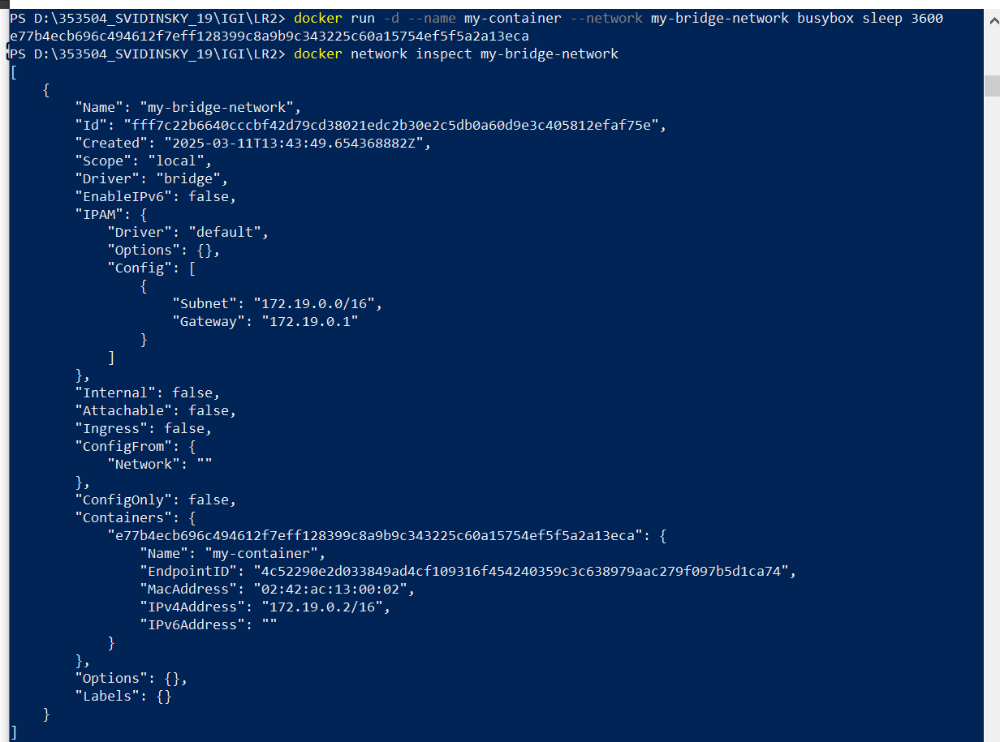 PS D:\353504_SVIDINSKY_19\IGI\LR2> docker run -d --name my-container --network my-bridge-network busybox sleep 3600
e77b4ecb696c494612f7eff128399c8a9b9c343225c60a15754ef5f5a2a13eca
PS D:\353504_SVIDINSKY_19\IGI\LR2> docker network inspect my-bridge-network
[
    {
        "Name": "my-bridge-network",
        "Id": "fff7c22b6640cccbf42d79cd38021edc2b30e2c5db0a60d9e3c405812efaf75e",
        "Created": "2025-03-11T13:43:49.654368882Z",
        "Scope": "local",
        "Driver": "bridge",
        "EnableIPv6": false,
        "IPAM": {
            "Driver": "default",
            "Options": {},
            "Config": [
                {
                    "Subnet": "172.19.0.0/16",
                    "Gateway": "172.19.0.1"
                }
            ]
        },
        "Internal": false,
        "Attachable": false,
        "Ingress": false,
        "ConfigFrom": {
            "Network": ""
        },
        "ConfigOnly": false,
        "Containers": {
            "e77b4ecb696c494612f7eff128399c8a9b9c343225c60a15754ef5f5a2a13eca": {
                "Name": "my-container",
                "EndpointID": "4c52290e2d033849ad4cf109316f454240359c3c638979aac279f097b5d1ca74",
                "MacAddress": "02:42:ac:13:00:02",
                "IPv4Address": "172.19.0.2/16",
                "IPv6Address": ""
            }
        },
        "Options": {},
        "Labels": {}
    }
]